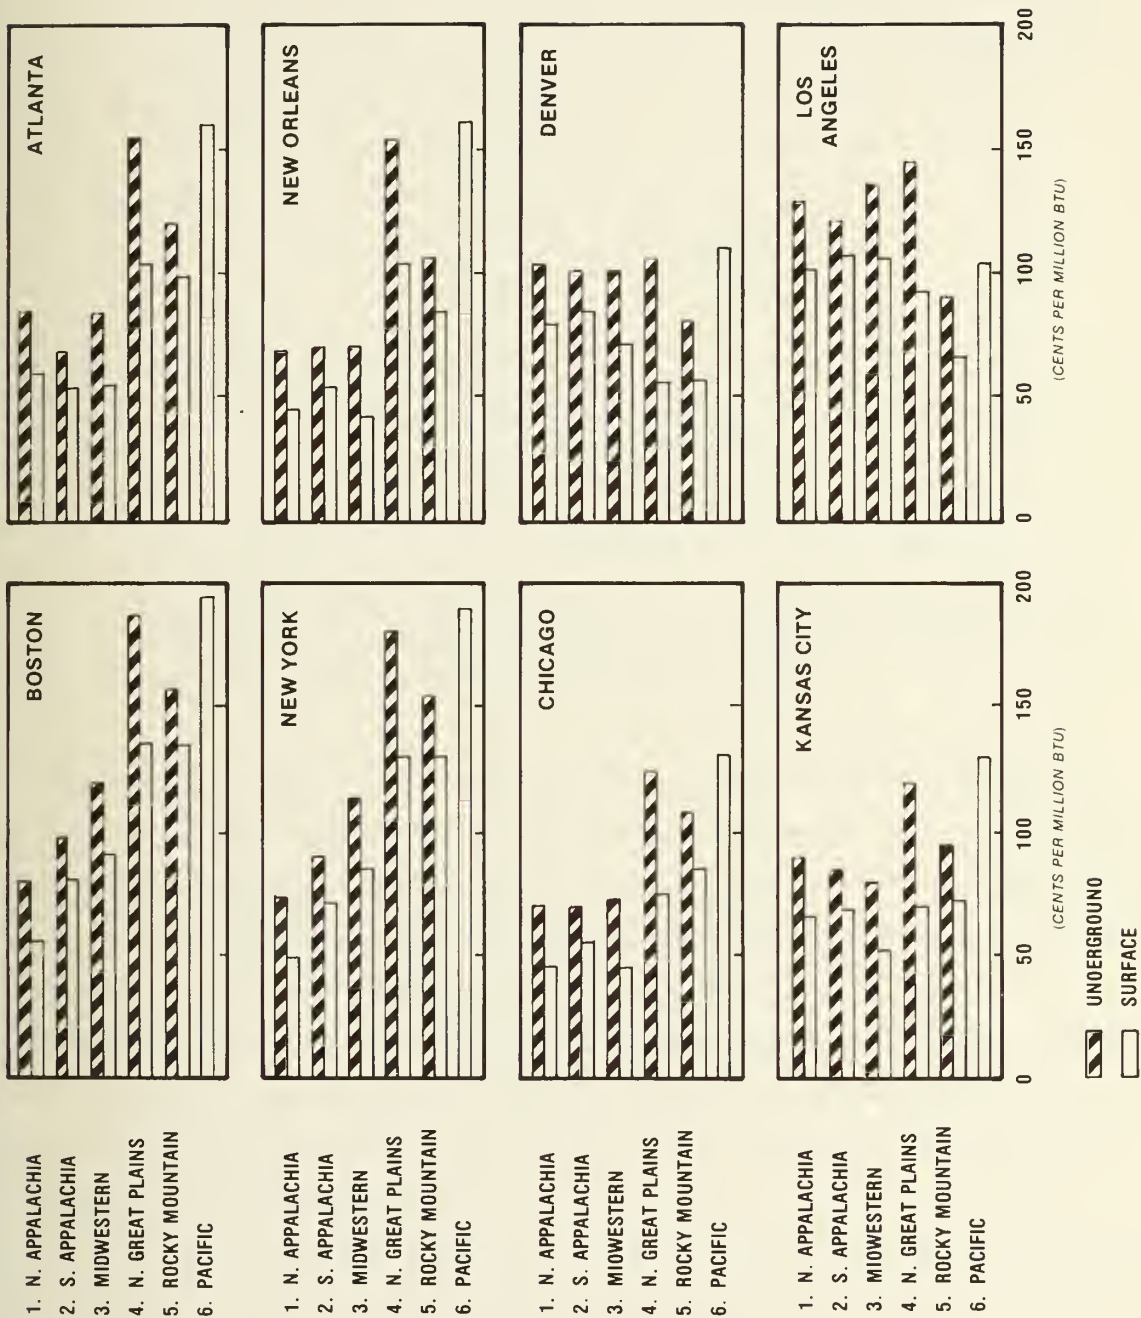 BOSTON
ATLANTA
1. N. APPALACHIA
2. S. APPALACHIA
3. MIDWESTERN
4. N. GREAT PLAINS
5. ROCKY MOUNTAIN
6. PACIFIC
NEW YORK
NEW ORLEANS
1. N. APPALACHIA
2. S. APPALACHIA
3. MIDWESTERN
4. N. GREAT PLAINS
5. ROCKY MOUNTAIN
6. PACIFIC
CHICAGO
DENVER
1. N. APPALACHIA
2. S. APPALACHIA
3. MIOWESTERN
4. N. GREAT PLAINS
5. ROCKY MOUNTAIN
6. PACIFIC
KANSAS CITY
LOS
ANGELES
1. N. APPALACHIA
2. S. APPALACHIA
3. MIOWESTERN
4. N. GREAT PLAINS
5. ROCKY MOUNTAIN
6. PACIFIC
0 50 100 150 200
0 50 100 150 200
(CENTS PER MILLION BTU)
(CENTS PER MILLION BTU)
UNOERGROUNO
SURFACE